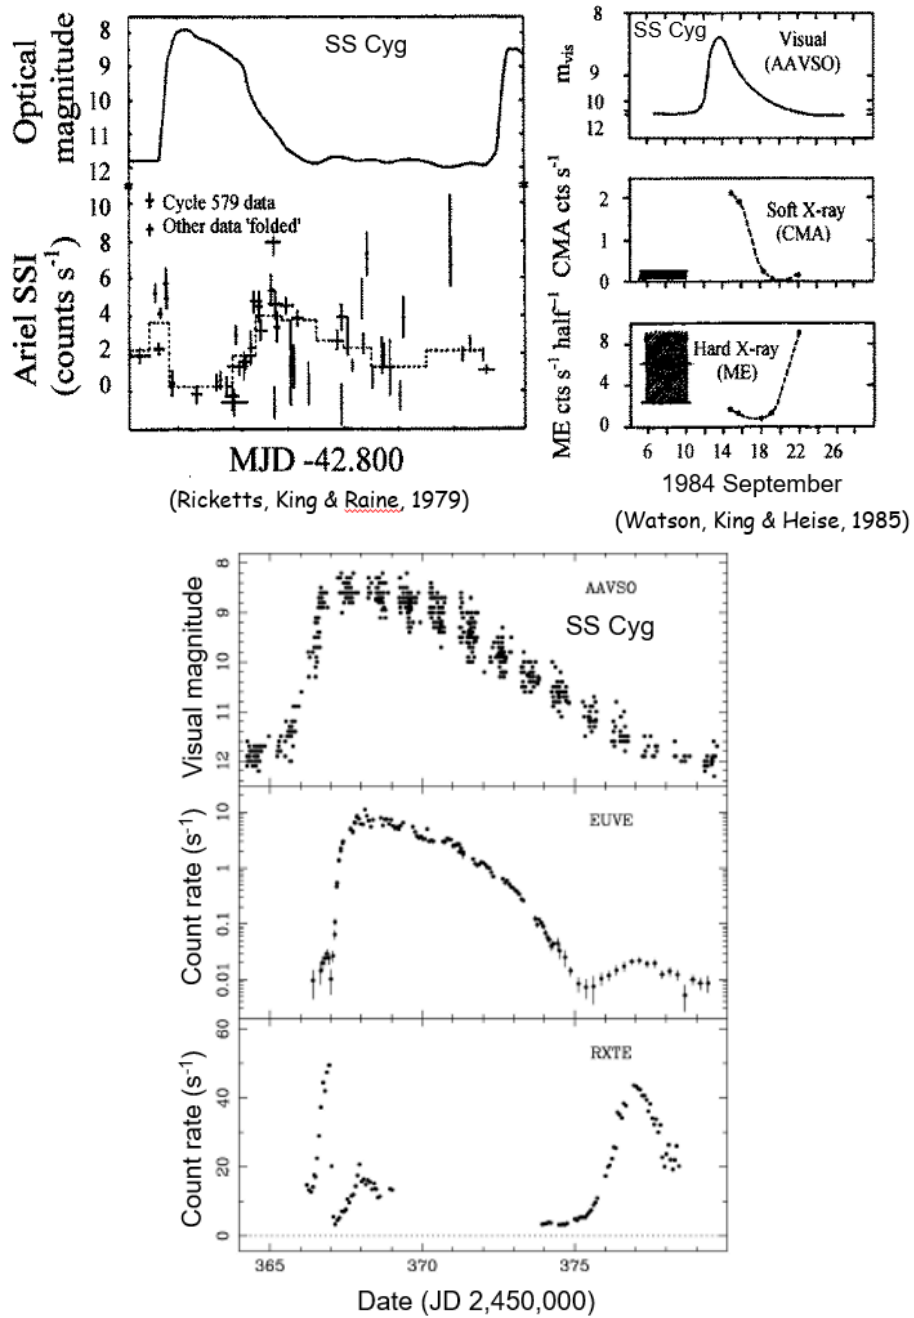 SS Cyg
Optical
magnitude
8
9
10
11
12
Cycle 579 data
Other data 'folded'
Ariel SSI
(counts s-1)
10
8
6
4
2
0
MJD -42.800
(Ricketts, King & Raine, 1979)
SS Cyg
Visual
(AAVSO)
mvis
8
9
10
12
Soft X-ray
(CMA)
CMA cts s-1
2
1
0
Hard X-ray
(ME)
ME cts s-1 half-1
8
4
0
6 10 14 18 22 26
1984 September
(Watson, King & Heise, 1985)
AAVSO
SS Cyg
Visual magnitude
8
9
10
11
12
EUVE
Count rate (s-1)
10
1
0.1
0.01
RXTE
Count rate (s-1)
60
40
20
0
365 370 375
Date (JD 2,450,000)